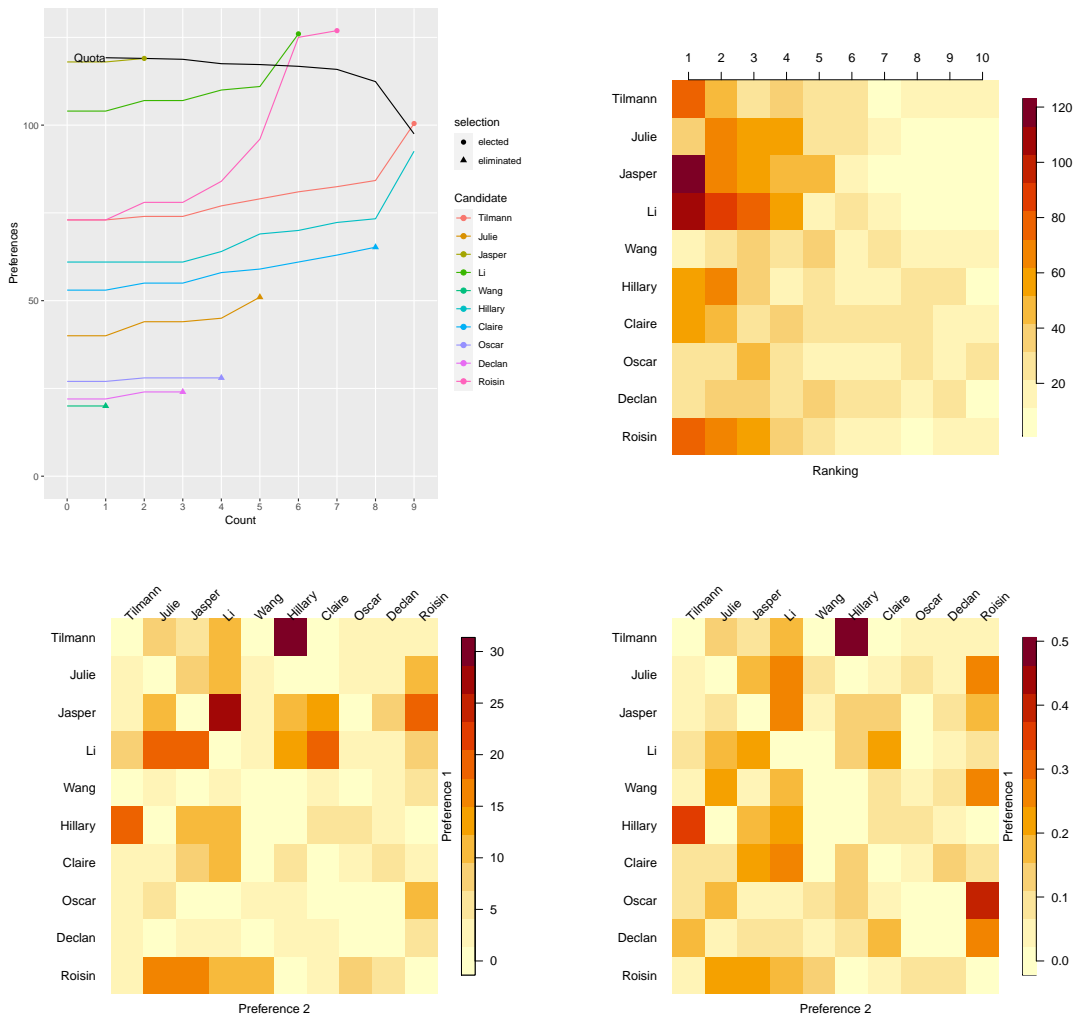 Quota
100
50
0
0 1 2 3 4 5 6 7 8 9
Count
Preferences
selection
elected
eliminated
Candidate
Tilmann
Julie
Jasper
Li
Wang
Hillary
Claire
Oscar
Declan
Roisin
1 2 3 4 5 6 7 8 9 10
Tilmann
Julie
Jasper
Li
Wang
Hillary
Claire
Oscar
Declan
Roisin
Ranking
120
100
80
60
40
20
Tilmann Julie Jasper Li Wang Hillary Claire Oscar Declan Roisin
Tilmann
Julie
Jasper
Li
Wang
Hillary
Claire
Oscar
Declan
Roisin
Preference 2
Preference 1
30
25
20
15
10
5
0
Tilmann Julie Jasper Li Wang Hillary Claire Oscar Declan Roisin
Tilmann
Julie
Jasper
Li
Wang
Hillary
Claire
Oscar
Declan
Roisin
Preference 2
Preference 1
0.5
0.4
0.3
0.2
0.1
0.0